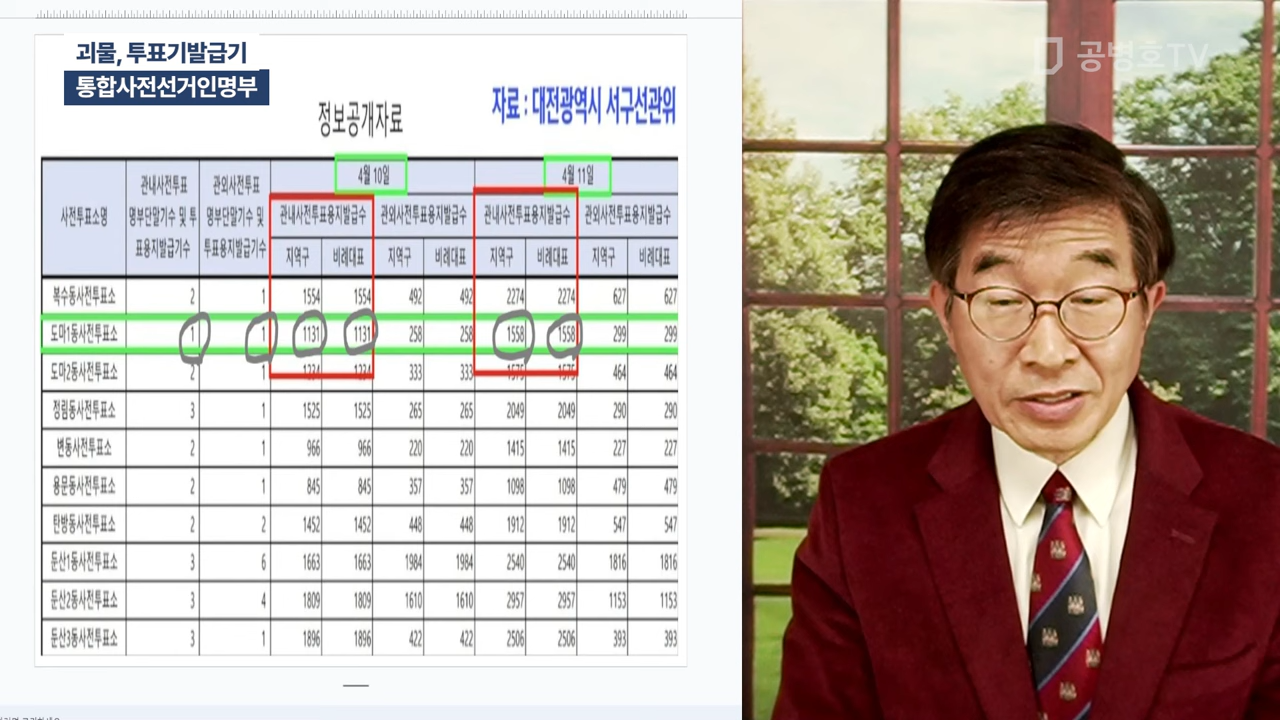 괴물, 투표기발급기
통합사전선거인명부
공병호TV
정보공개자료
자료 : 대전광역시 서구선관위
사전투표소명 관내사전투표 명부단말기수 및 투표용지발급기수 관외사전투표 명부단말기수 및 투표용지발급기수 4월 10일 4월 11일
관내사전투표용지발급수 관외사전투표용지발급수 관내사전투표용지발급수 관외사전투표용지발급수
지역구 비례대표 지역구 비례대표 지역구 비례대표 지역구 비례대표
복수동사전투표소 2 1 1554 1554 492 492 2274 2274 627 627
도마1동사전투표소 1 1 1131 1131 258 258 1558 1558 299 299
도마2동사전투표소 2 1 1234 1234 333 333 1575 1575 464 464
정림동사전투표소 3 1 1525 1525 265 265 2049 2049 290 290
변동사전투표소 2 1 966 966 220 220 1415 1415 227 227
용문동사전투표소 2 1 845 845 357 357 1098 1098 479 479
탄방동사전투표소 2 2 1452 1452 448 448 1912 1912 547 547
둔산1동사전투표소 3 6 1663 1663 1984 1984 2540 2540 1816 1816
둔산2동사전투표소 3 4 1809 1809 1610 1610 2957 2957 1153 1153
둔산3동사전투표소 3 1 1896 1896 422 422 2506 2506 393 393